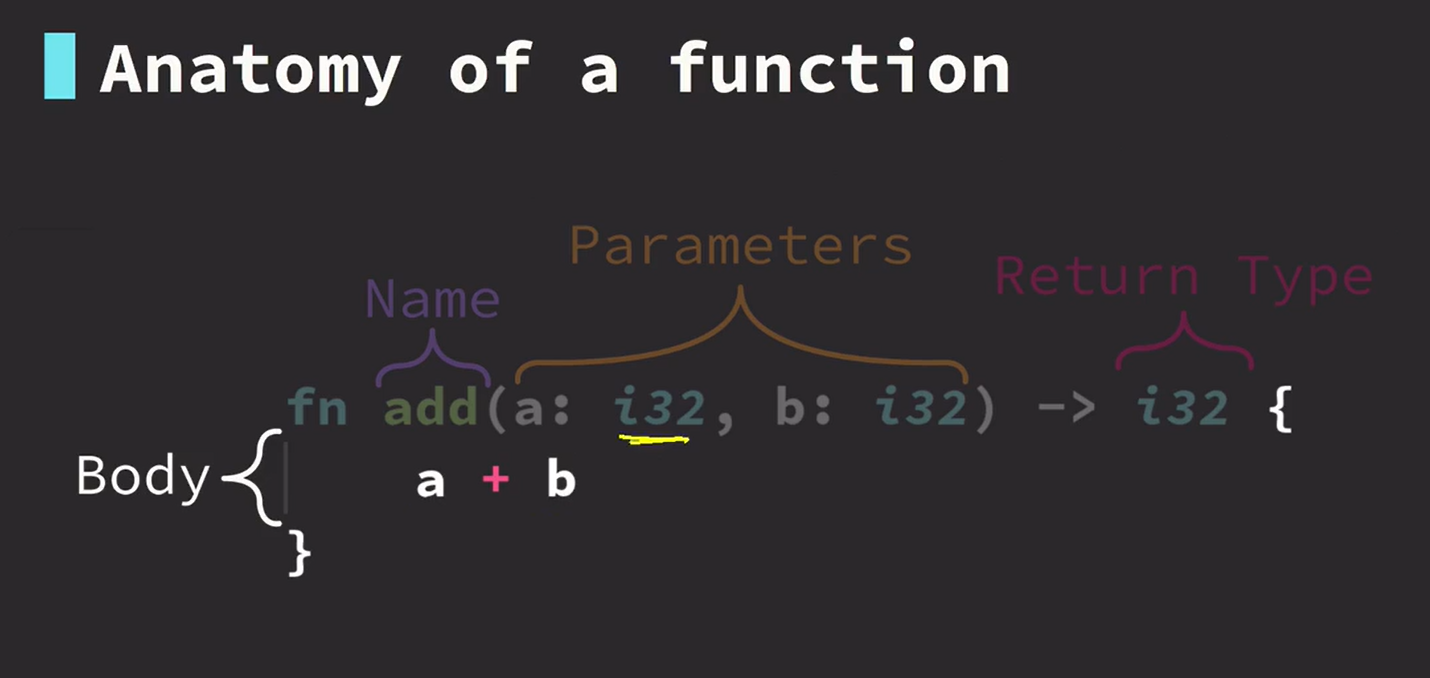 Anatomy of a function
Parameters
Return Type
Name
fn add(a: i32, b: i32) -> i32 {
Body
a + b
}